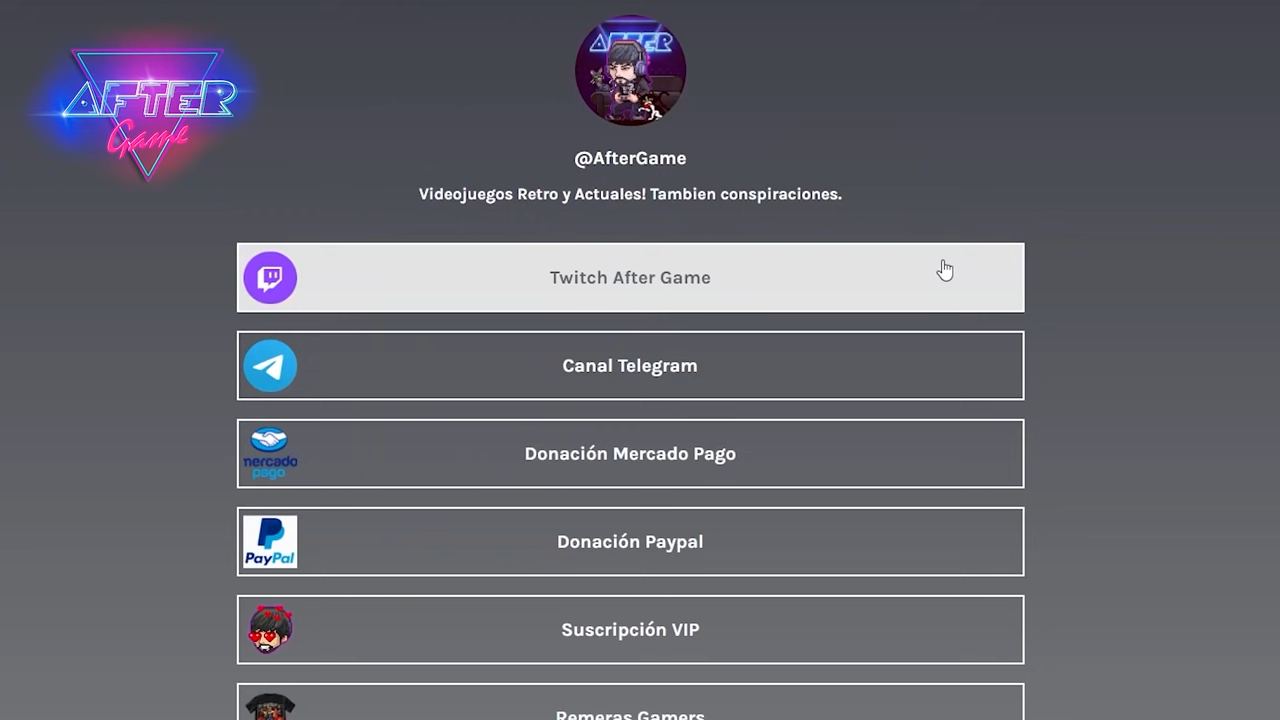 AFTER
Game
AFTER
@AfterGame
Videojuegos Retro y Actuales! Tambien conspiraciones.
Twitch After Game
Canal Telegram
mercado
pago
Donación Mercado Pago
PayPal
Donación Paypal
Suscripción VIP
Remeras Gamers